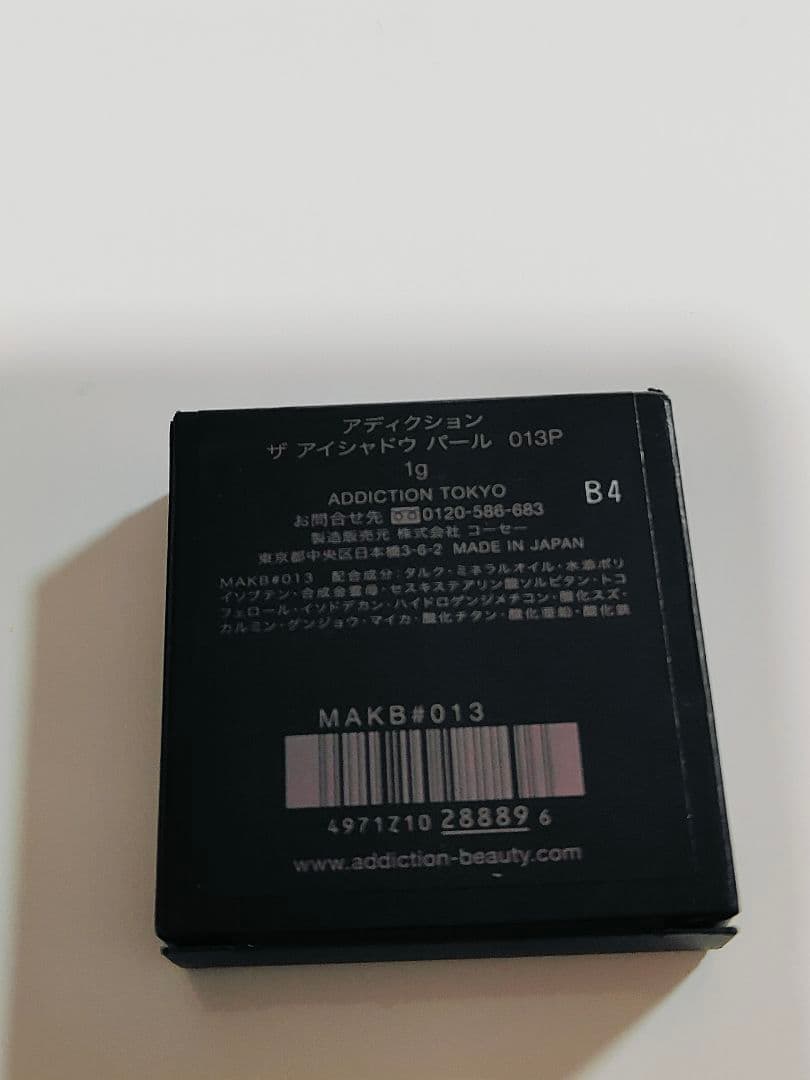 アディクション
ザ アイシャドウ パール 013P
1g
ADDICTION TOKYO
B4
お問合せ先 0120-586-683
製造販売元 株式会社 コーセー
東京都中央区日本橋3-6-2 MADE IN JAPAN
MAKB#013 配合成分:タルク・ミネラルオイル・水添ポリ
イソブテン・合成金雲母・セスキステアリン酸ソルビタン・トコ
フェロール・イソドデカン・ハイドロゲンジメチコン・酸化スズ・
カルミン・グンジョウ・マイカ・酸化チタン・酸化亜鉛・酸化鉄
MAKB#013
4971710 28889 6
www.addiction-beauty.com